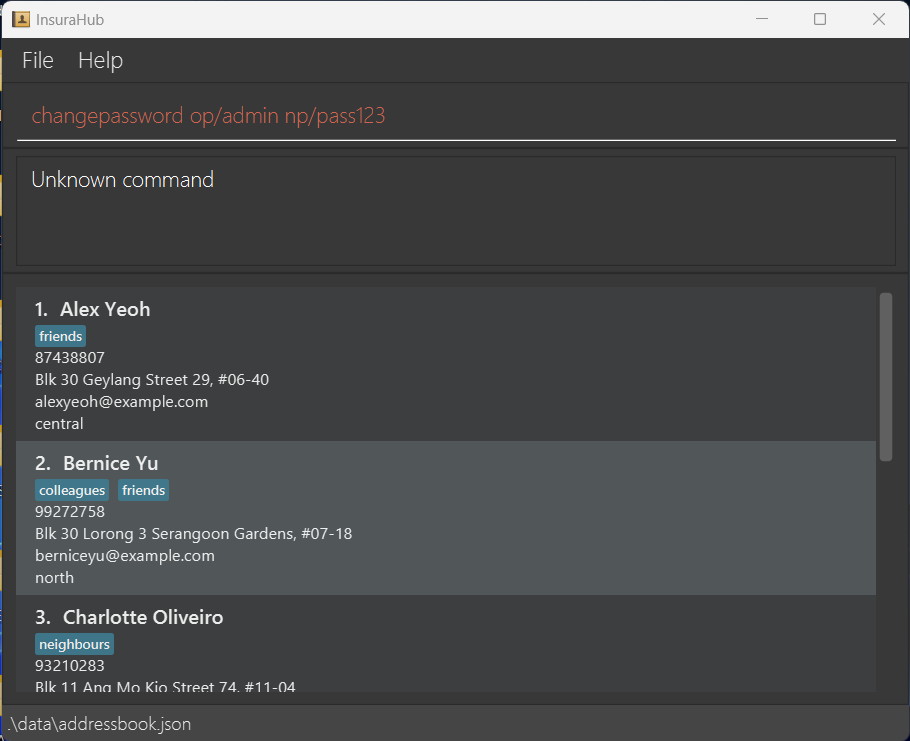 InsuraHub
File Help
changepassword op/admin np/pass123
Unknown command
1. Alex Yeoh
friends
87438807
Blk 30 Geylang Street 29, #06-40
alexyeoh@example.com
central
2. Bernice Yu
colleagues friends
99272758
Blk 30 Lorong 3 Serangoon Gardens, #07-18
berniceyu@example.com
north
3. Charlotte Oliveiro
neighbours
93210283
Blk 11 Ang Mo Kio Street 74, #11-04
.\data\addressbook.json